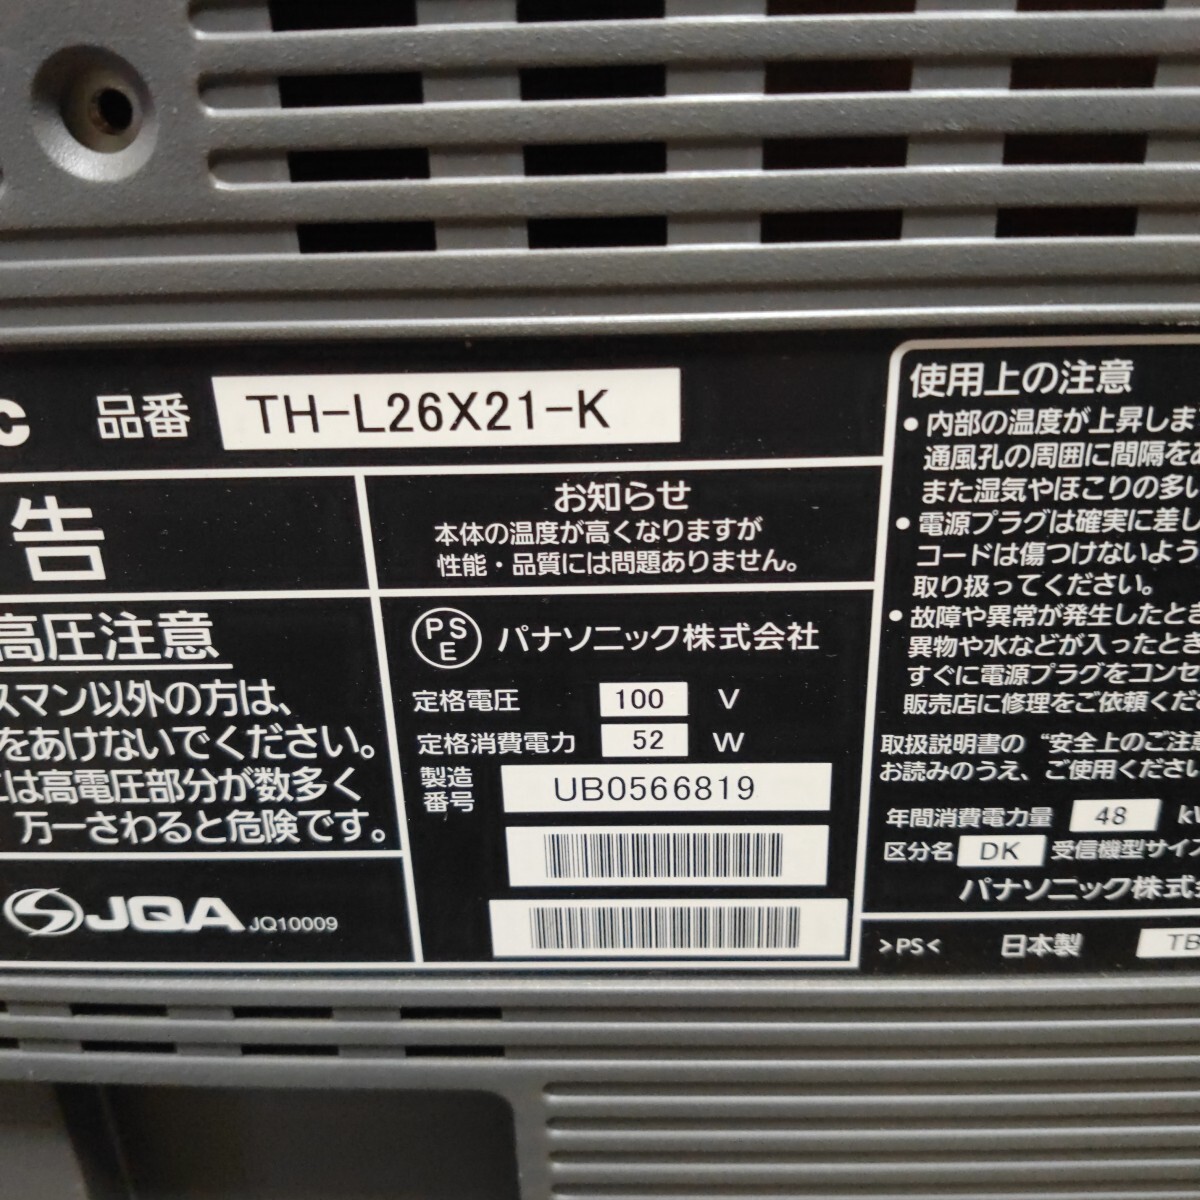 c 品番 TH-L26X21-K
告
お知らせ
本体の温度が高くなりますが
性能・品質には問題ありません。
高圧注意
スマン以外の方は、
をあけないでください。
には高電圧部分が数多く
万一さわると危険です。
JQA JQ10009
PSE パナソニック株式会社
定格電圧 100 V
定格消費電力 52 W
製造番号 UB0566819
使用上の注意
• 内部の温度が上昇しま
通風孔の周囲に間隔をあ
また湿気やほこりの多い
• 電源プラグは確実に差し
コードは傷つけないよう
取り扱ってください。
• 故障や異常が発生したとき
異物や水などが入ったとき
すぐに電源プラグをコンセ
販売店に修理をご依頼くだ
取扱説明書の “安全上のご注意
お読みのうえ、ご使用ください
年間消費電力量 48 kW
区分名 DK 受信機型サイズ
パナソニック株式会
>PS< 日本製 TB